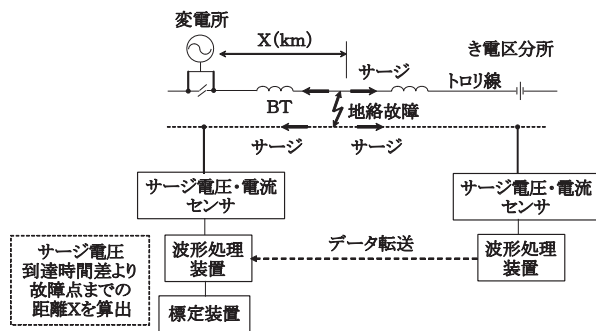 変電所
X(km)
き電区分所
サージ
トロリ線
BT
地絡故障
サージ
サージ
サージ電圧・電流
センサ
サージ電圧・電流
センサ
サージ電圧
到達時間差より
故障点までの
距離Xを算出
波形処理
装置
データ転送
波形処理
装置
標定装置